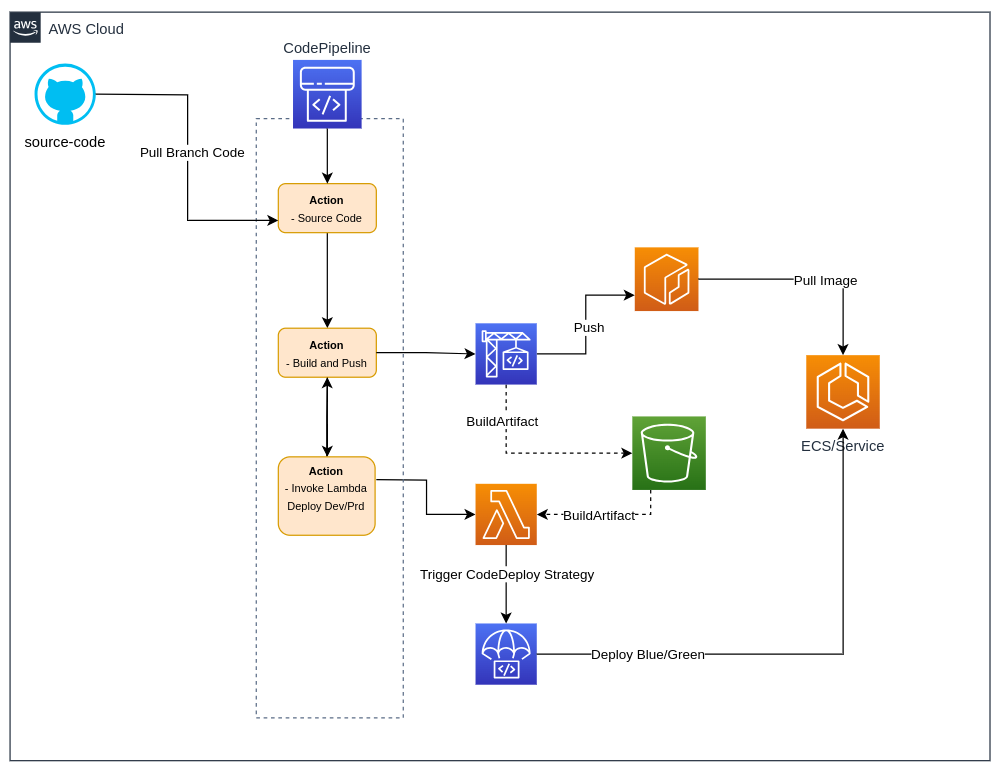 aws
AWS Cloud
CodePipeline
source-code
Pull Branch Code
Action
- Source Code
Pull Image
Push
Action
- Build and Push
BuildArtifact
ECS/Service
Action
- Invoke Lambda
Deploy Dev/Prd
BuildArtifact
Trigger CodeDeploy Strategy
Deploy Blue/Green